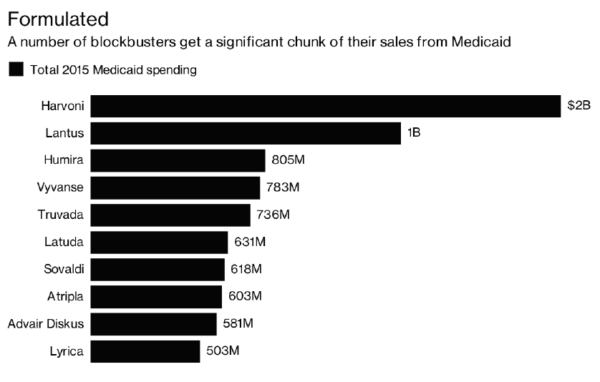 Formulated
A number of blockbusters get a significant chunk of their sales from Medicaid
Total 2015 Medicaid spending
Harvoni $2B
Lantus 1B
Humira 805M
Vyvanse 783M
Truvada 736M
Latuda 631M
Sovaldi 618M
Atripla 603M
Advair Diskus 581M
Lyrica 503M